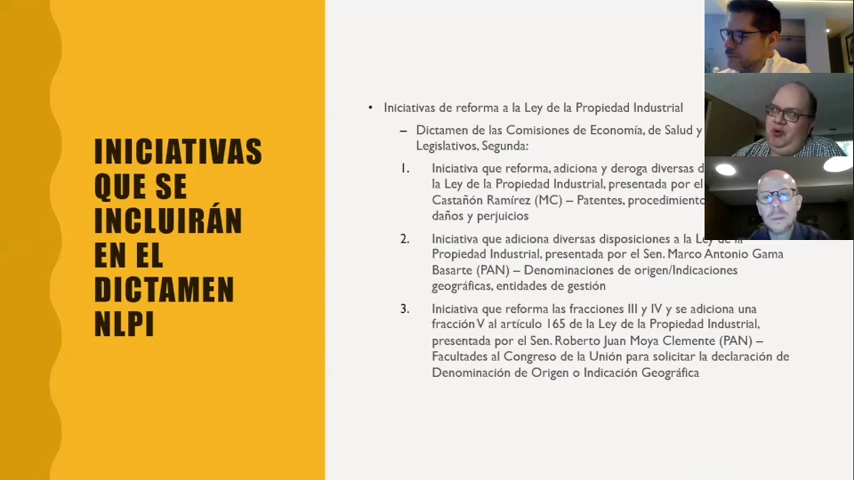 INICIATIVAS
QUE SE
INCLUIRÁN
EN EL
DICTAMEN
NLPI
• Iniciativas de reforma a la Ley de la Propiedad Industrial
– Dictamen de las Comisiones de Economía, de Salud y
Legislativos, Segunda:
1. Iniciativa que reforma, adiciona y deroga diversas
la Ley de la Propiedad Industrial, presentada por el
Castañón Ramírez (MC) – Patentes, procedimiento
daños y perjuicios
2. Iniciativa que adiciona diversas disposiciones a la Ley de la
Propiedad Industrial, presentada por el Sen. Marco Antonio Gama
Basarte (PAN) – Denominaciones de origen/Indicaciones
geográficas, entidades de gestión
3. Iniciativa que reforma las fracciones III y IV y se adiciona una
fracción V al artículo 165 de la Ley de la Propiedad Industrial,
presentada por el Sen. Roberto Juan Moya Clemente (PAN) –
Facultades al Congreso de la Unión para solicitar la declaración de
Denominación de Origen o Indicación Geográfica